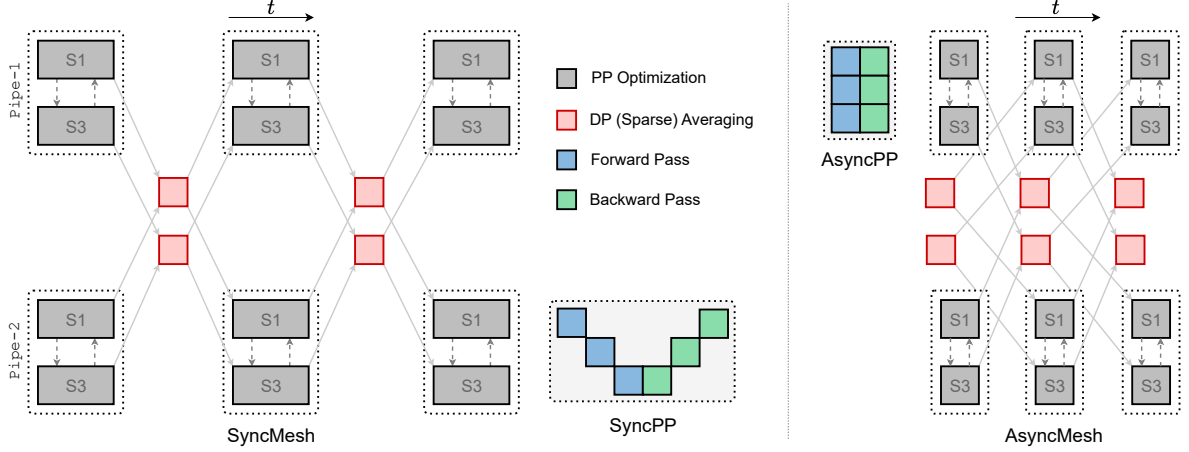 t
Pipe-1
S1
S3
S1
S3
S1
S3
Pipe-2
S1
S3
S1
S3
S1
S3
SyncMesh
PP Optimization
DP (Sparse) Averaging
Forward Pass
Backward Pass
SyncPP
AsyncPP
t
S1
S3
S1
S3
S1
S3
S1
S3
S1
S3
S1
S3
AsyncMesh